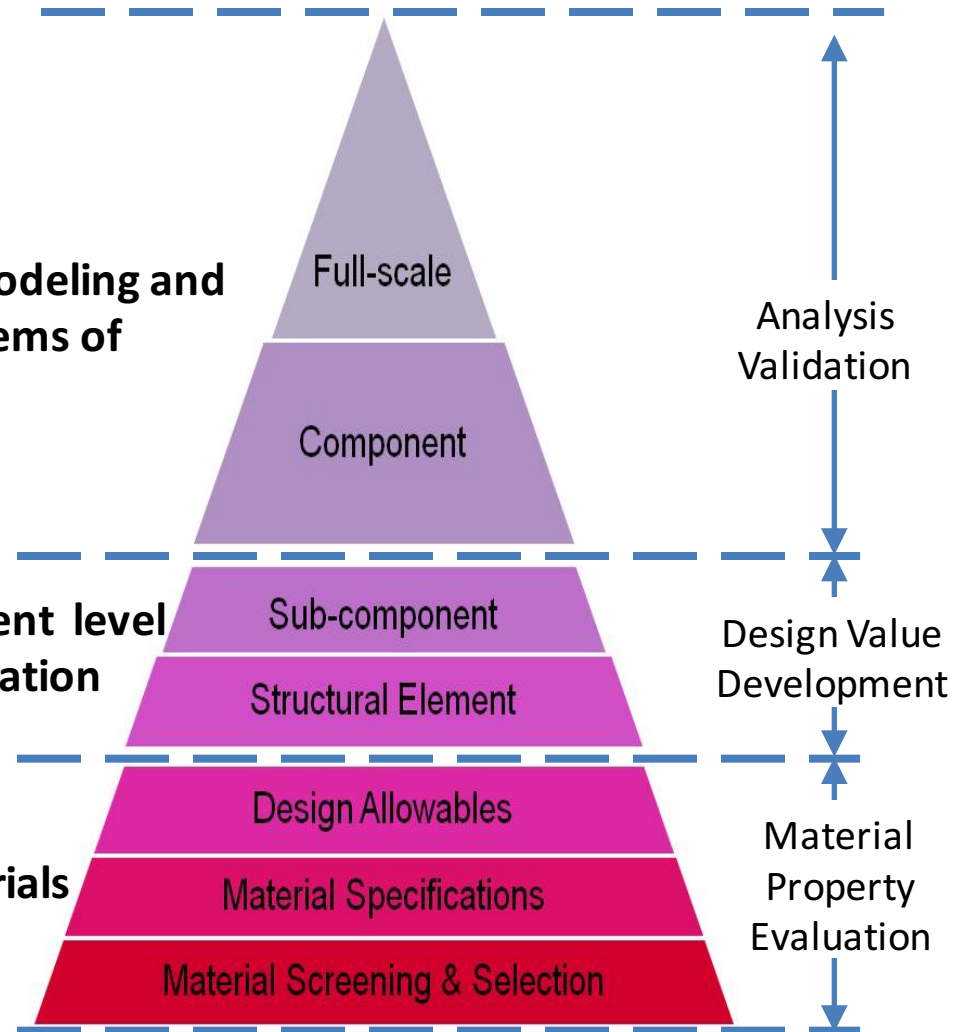 Full-scale
odeling and
ems of
Analysis
Validation
Component
Sub-component
ent level
ation
Design Value
Development
Structural Element
Design Allowables
rials
Material Specifications
Material
Property
Evaluation
Material Screening & Selection